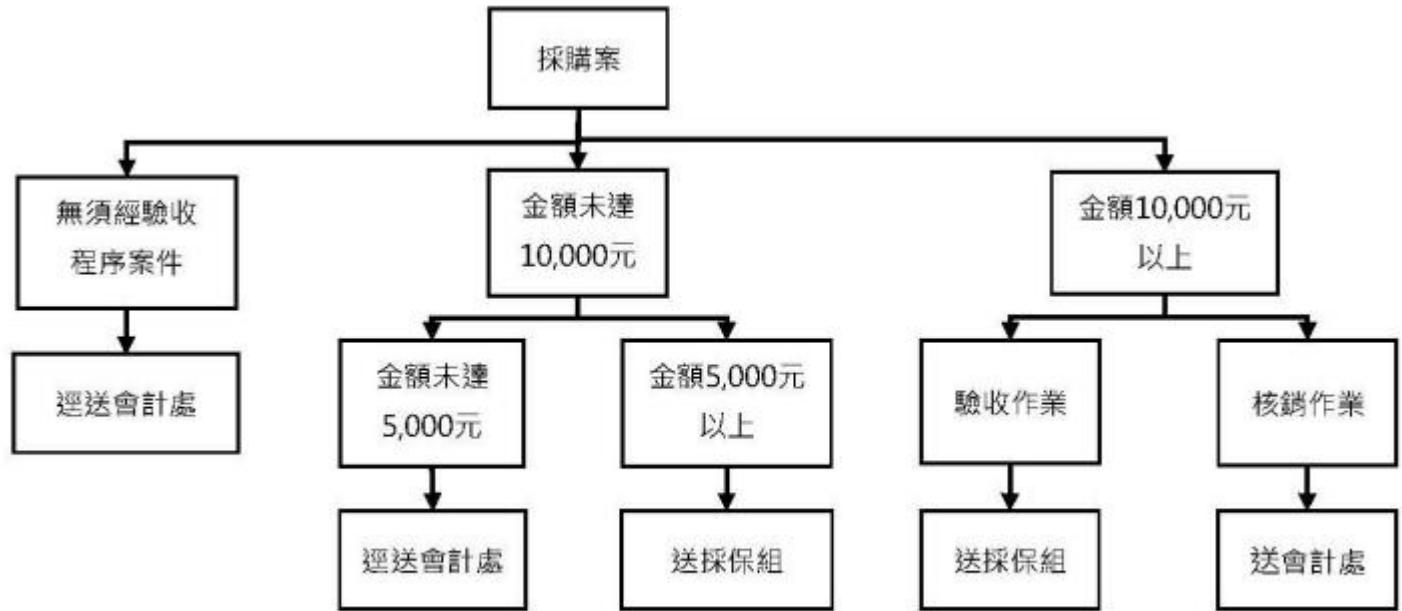 採購案
無須經驗收
程序案件
金額未達
10,000元
金額10,000元
以上
逕送會計處
金額未達
5,000元
金額5,000元
以上
驗收作業
核銷作業
逕送會計處
送採保組
送採保組
送會計處